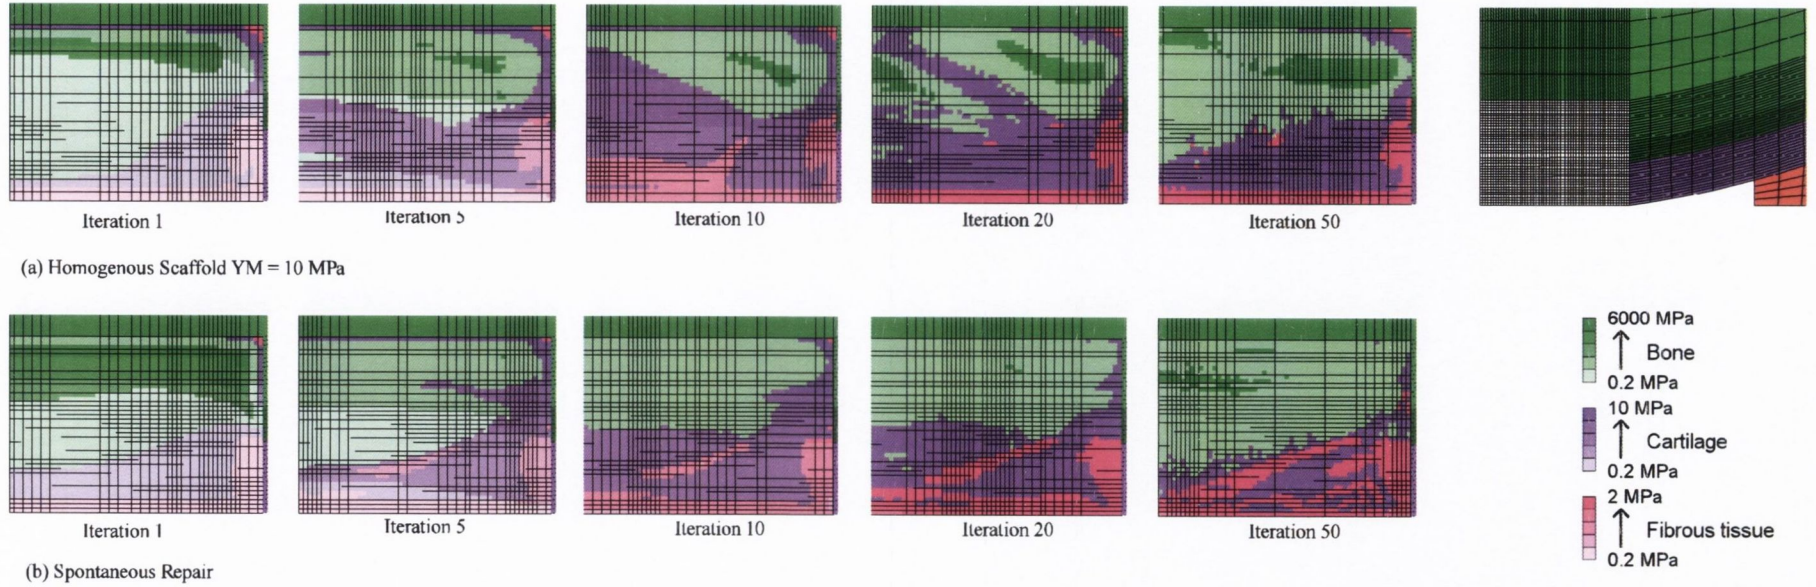 Iteration 1
Iteration 5
Iteration 10
Iteration 20
Iteration 50
(a) Homogenous Scaffold YM = 10 MPa
6000 MPa
Bone
0.2 MPa
10 MPa
Cartilage
0.2 MPa
2 MPa
Fibrous tissue
0.2 MPa
Iteration 1
Iteration 5
Iteration 10
Iteration 20
Iteration 50
(b) Spontaneous Repair